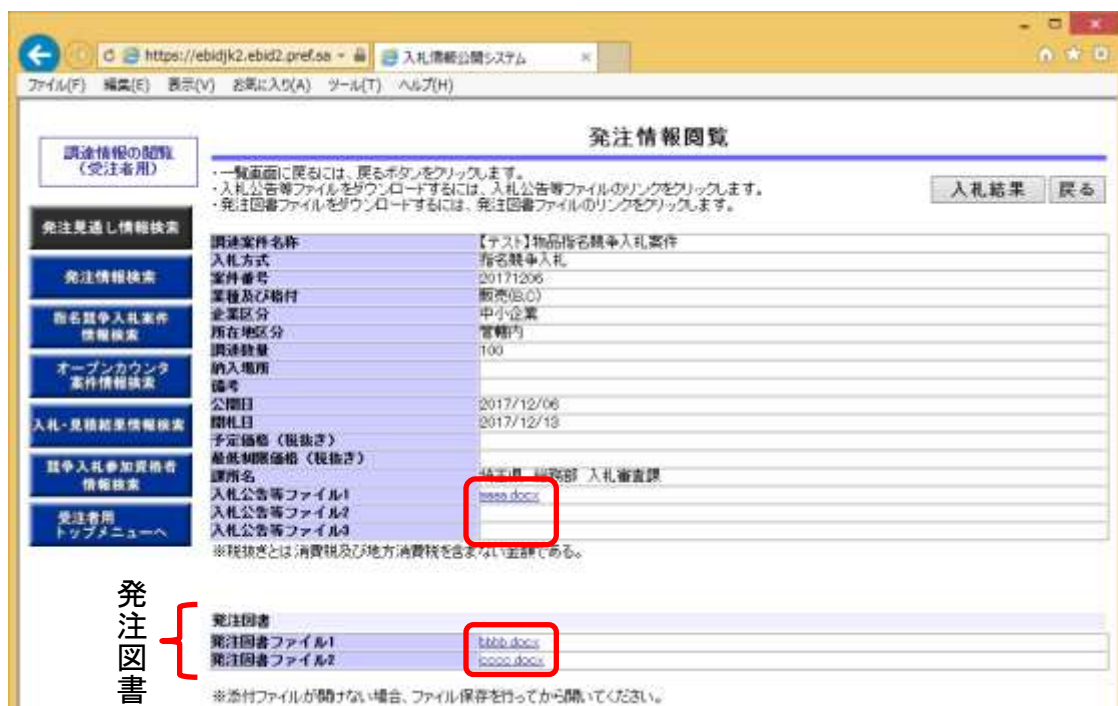 https://ebidjk2.ebid2.pref.sa
入札情報公開システム
ファイル(F) 編集(E) 表示(V) お気に入り(A) ツール(T) ヘルプ(H)
調達情報の閲覧
(受注者用)
発注見通し情報検索
発注情報検索
指名競争入札案件
情報検索
オープンカウンタ
案件情報検索
入札・見積結果情報検索
競争入札参加資格者
情報検索
受注者用
トップメニューへ
発注情報閲覧
・一覧画面に戻るには、戻るボタンをクリックします。
・入札公告等ファイルをダウンロードするには、入札公告等ファイルのリンクをクリックします。
・発注図書ファイルをダウンロードするには、発注図書ファイルのリンクをクリックします。
入札結果 戻る
調達案件名称 【テスト】物品指名競争入札案件
入札方式 指名競争入札
案件番号 20171206
業種及び格付 販売(B,C)
企業区分 中小企業
所在地区分 管轄内
調達数量 100
納入場所
備考
公開日 2017/12/06
開札日 2017/12/13
予定価格(税抜き)
最低制限価格(税抜き)
課所名 埼玉県 総務部 入札審査課
入札公告等ファイル1 aaaa.docx
入札公告等ファイル2
入札公告等ファイル3
※税抜きとは消費税及び地方消費税を含まない金額である。
発注図書
発注図書
発注図書ファイル1 bbbb.docx
発注図書ファイル2 cccc.docx
※添付ファイルが開けない場合、ファイル保存を行ってから開いてください。